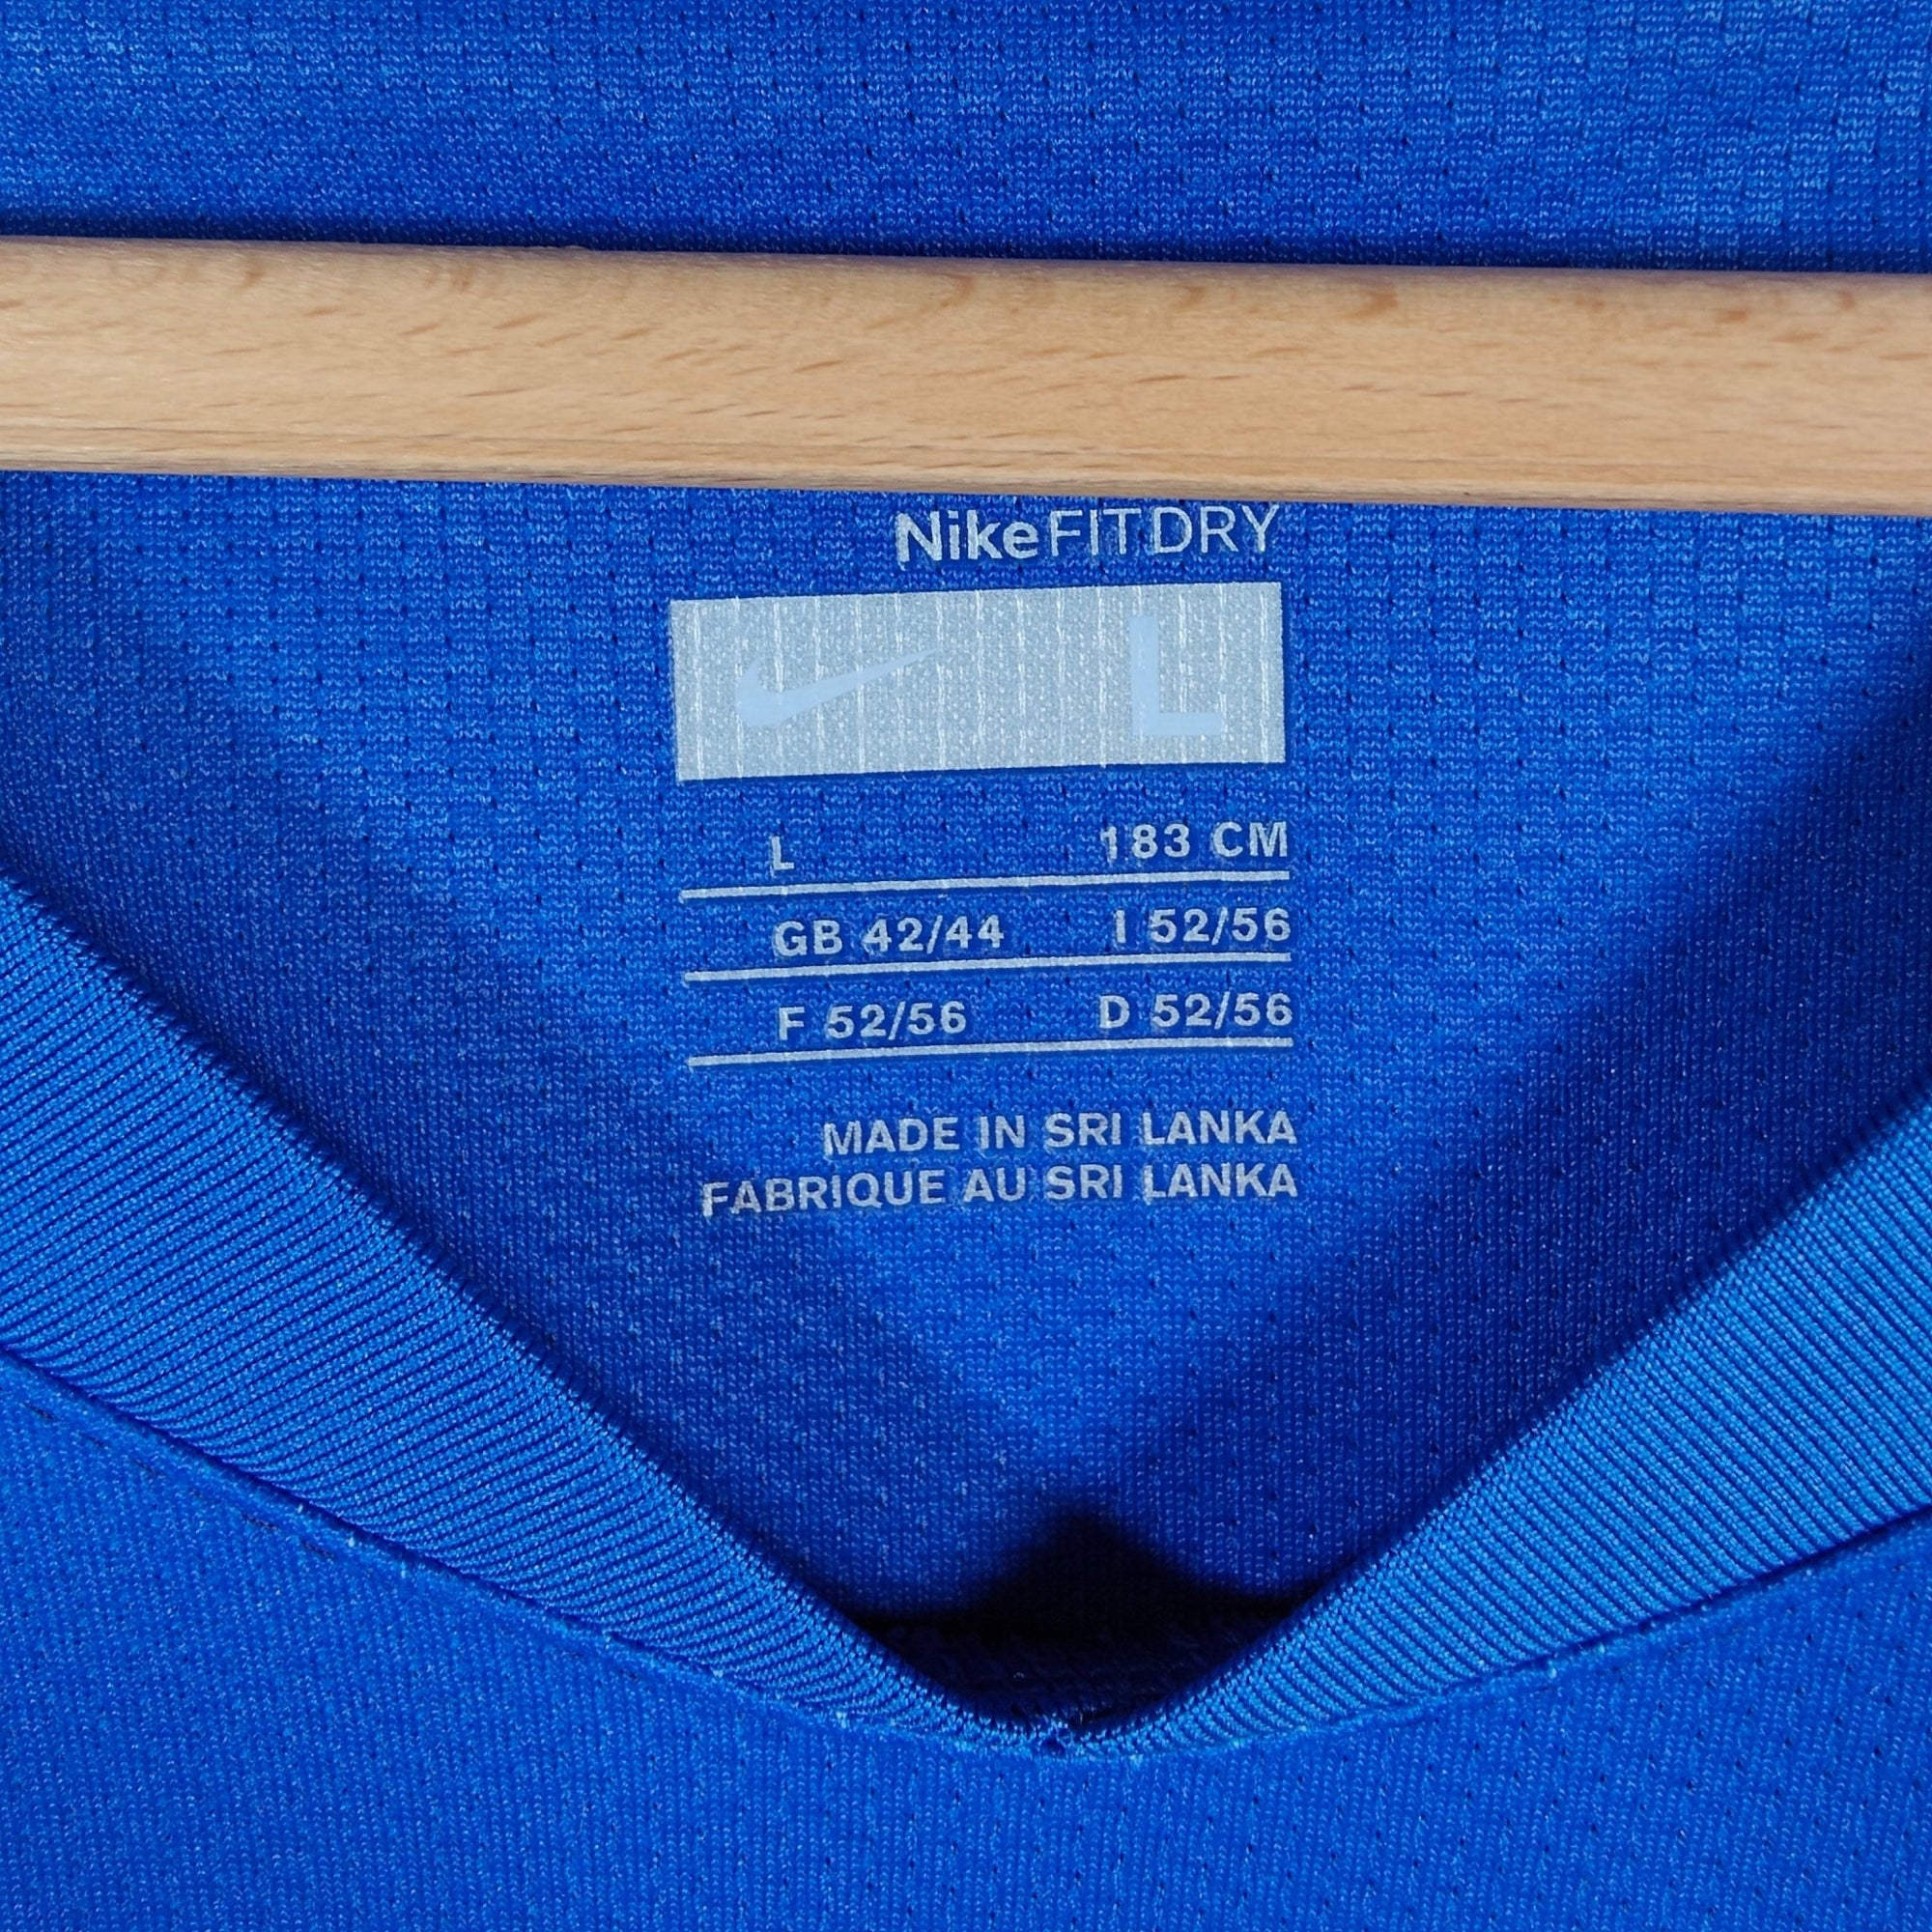 NikeFITDRY
L
L 183 CM
GB 42/44 I 52/56
F 52/56 D 52/56
MADE IN SRI LANKA
FABRIQUE AU SRI LANKA